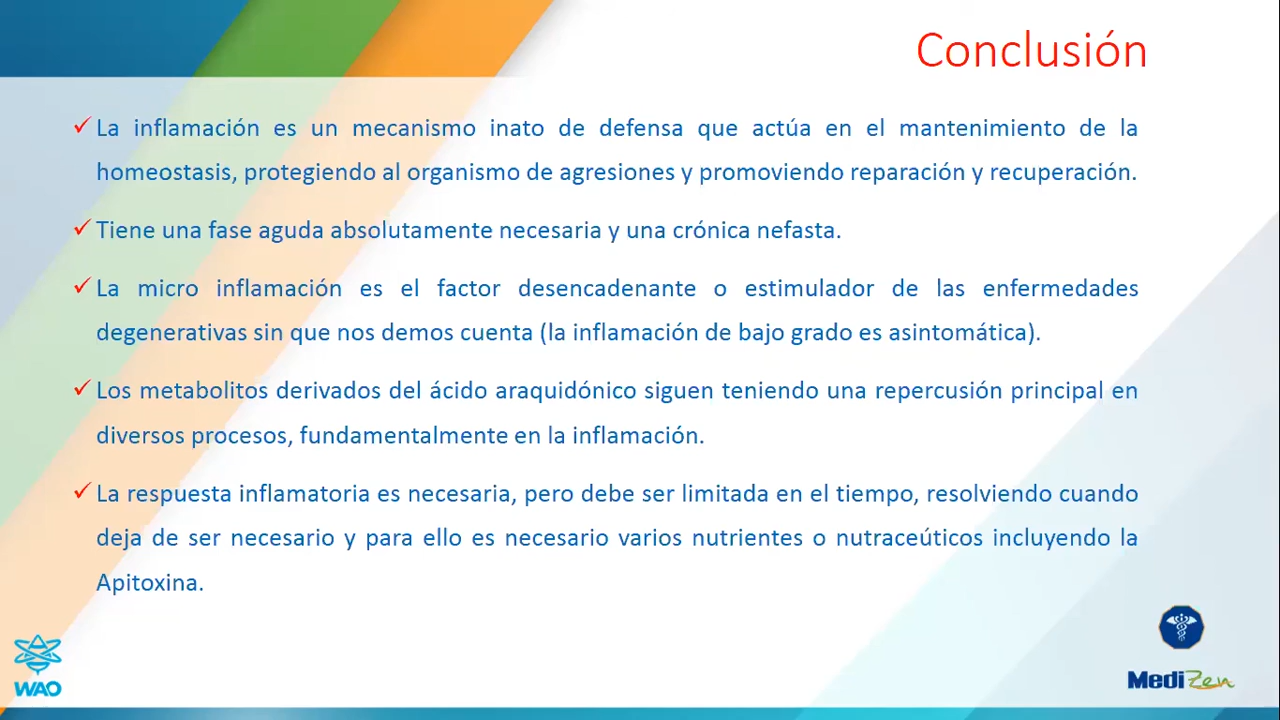 Conclusión
La inflamación es un mecanismo inato de defensa que actúa en el mantenimiento de la
homeostasis, protegiendo al organismo de agresiones y promoviendo reparación y recuperación.
Tiene una fase aguda absolutamente necesaria y una crónica nefasta.
La micro inflamación es el factor desencadenante o estimulador de las enfermedades
degenerativas sin que nos demos cuenta (la inflamación de bajo grado es asintomática).
Los metabolitos derivados del ácido araquidónico siguen teniendo una repercusión principal en
diversos procesos, fundamentalmente en la inflamación.
La respuesta inflamatoria es necesaria, pero debe ser limitada en el tiempo, resolviendo cuando
deja de ser necesario y para ello es necesario varios nutrientes o nutraceúticos incluyendo la
Apitoxina.
WAO
MediZen